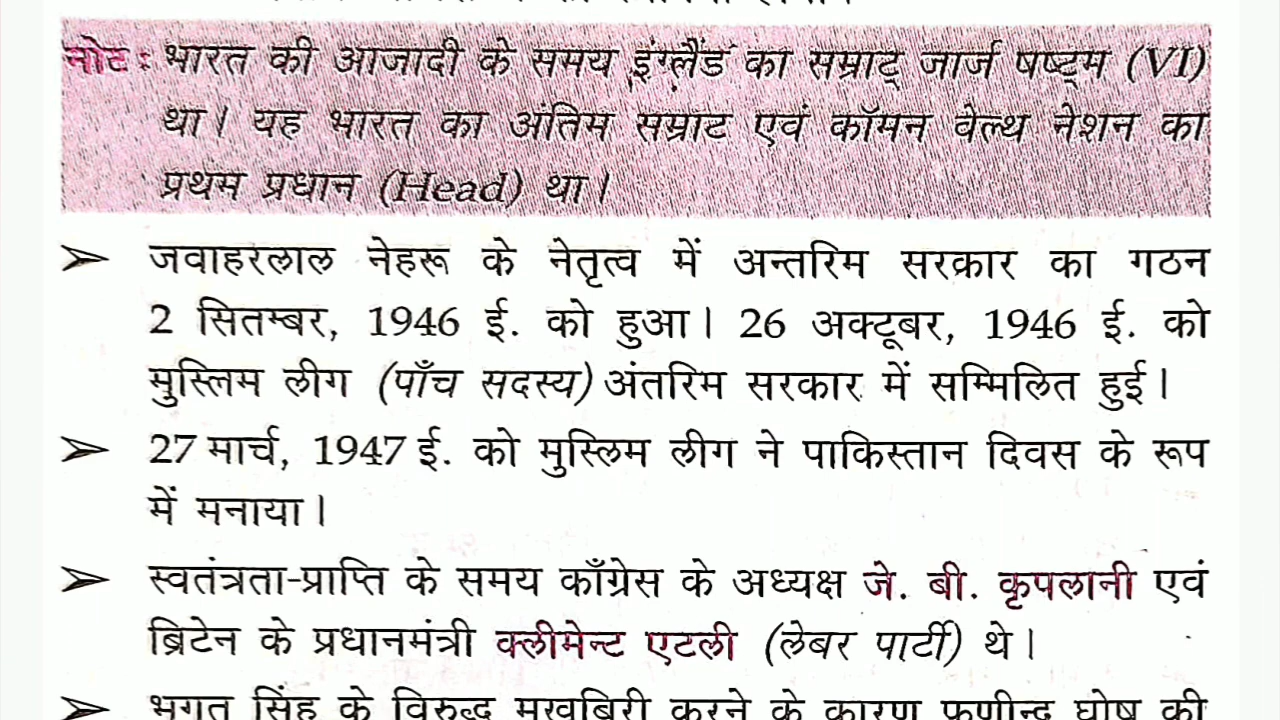 नोट : भारत की आजादी के समय इंग्लैंड का सम्राट् जार्ज षष्ट्म (VI)
था। यह भारत का अंतिम सम्राट एवं कॉमन वेल्थ नेशन का
प्रथम प्रधान (Head) था।
➢ जवाहरलाल नेहरू के नेतृत्व में अन्तरिम सरकार का गठन
2 सितम्बर, 1946 ई. को हुआ। 26 अक्टूबर, 1946 ई. को
मुस्लिम लीग (पाँच सदस्य) अंतरिम सरकार में सम्मिलित हुई।
➢ 27 मार्च, 1947 ई. को मुस्लिम लीग ने पाकिस्तान दिवस के रूप
में मनाया।
➢ स्वतंत्रता-प्राप्ति के समय काँग्रेस के अध्यक्ष जे. बी. कृपलानी एवं
ब्रिटेन के प्रधानमंत्री क्लीमेन्ट एटली (लेबर पार्टी) थे।
➢ भगत सिंह के विरुद्ध मुखबिरी करने के कारण फणीन्द्र घोष की